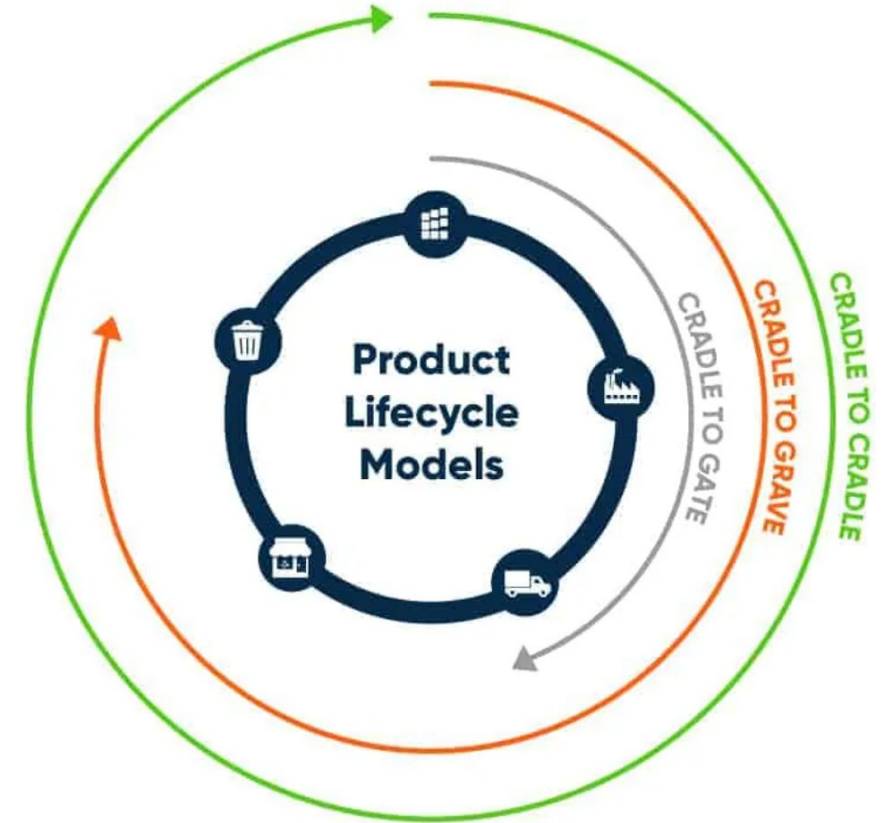 Product
Lifecycle
Models
CRADLE TO GATE
CRADLE TO GRAVE
CRADLE TO CRADLE